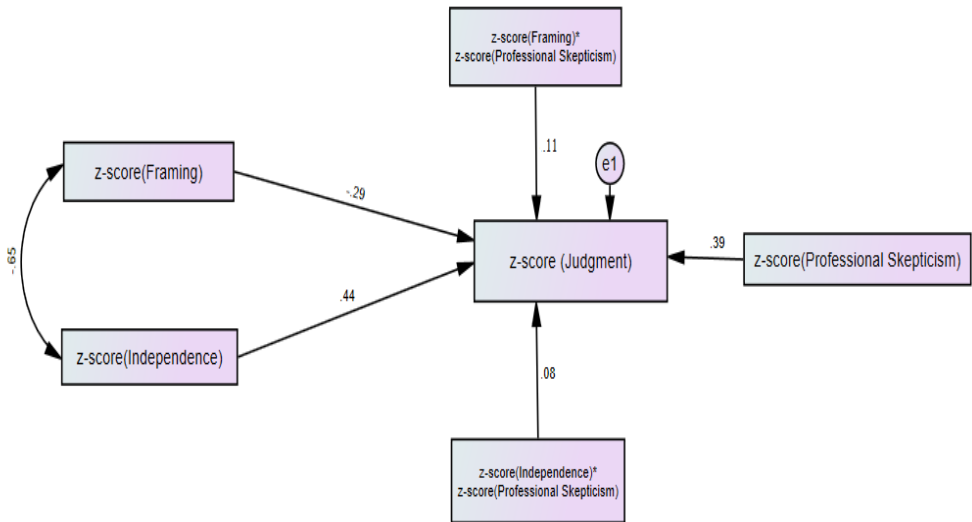 z-score(Framing)*
z-score(Professional Skepticism)
.11
e1
z-score(Framing)
-.29
-.65
z-score (Judgment)
.39
z-score(Professional Skepticism)
.44
z-score(Independence)
.08
z-score(Independence)*
z-score(Professional Skepticism)